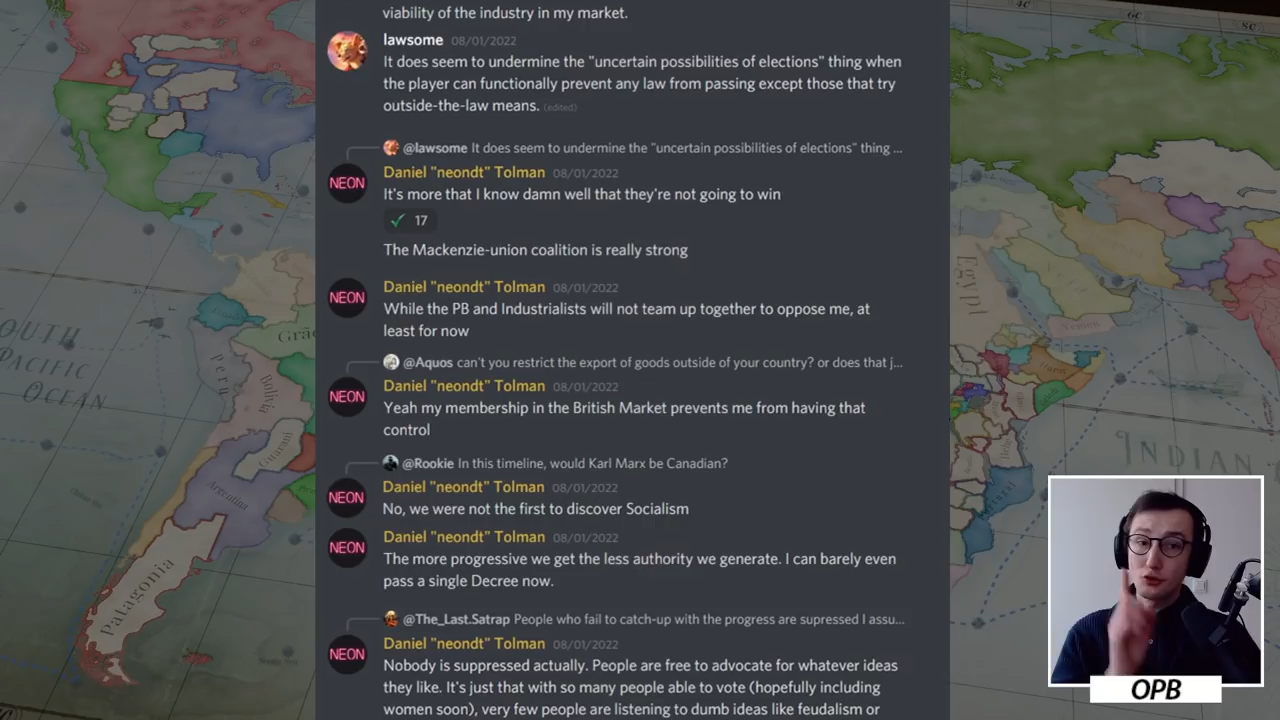 viability of the industry in my market.
lawsome 08/01/2022
It does seem to undermine the "uncertain possibilities of elections" thing when
the player can functionally prevent any law from passing except those that try
outside-the-law means. (edited)
@lawsome It does seem to undermine the "uncertain possibilities of elections" thing ...
NEON
Daniel "neondt" Tolman 08/01/2022
It's more that I know damn well that they're not going to win
17
The Mackenzie-union coalition is really strong
NEON
Daniel "neondt" Tolman 08/01/2022
While the PB and Industrialists will not team up together to oppose me, at
least for now
@Aquos can't you restrict the export of goods outside of your country? or does that j...
NEON
Daniel "neondt" Tolman 08/01/2022
Yeah my membership in the British Market prevents me from having that
control
@Rookie In this timeline, would Karl Marx be Canadian?
NEON
Daniel "neondt" Tolman 08/01/2022
No, we were not the first to discover Socialism
NEON
Daniel "neondt" Tolman 08/01/2022
The more progressive we get the less authority we generate. I can barely even
pass a single Decree now.
@The_Last.Satrap People who fail to catch-up with the progress are supressed I assu...
NEON
Daniel "neondt" Tolman 08/01/2022
Nobody is suppressed actually. People are free to advocate for whatever ideas
they like. It's just that with so many people able to vote (hopefully including
women soon), very few people are listening to dumb ideas like feudalism or
OUTH
PACIFIC
OCEAN
Peru
Bolivia
Grão
Guarani
Argentina
Patagonia
Egypt
Yemen
INDIAN
OPB